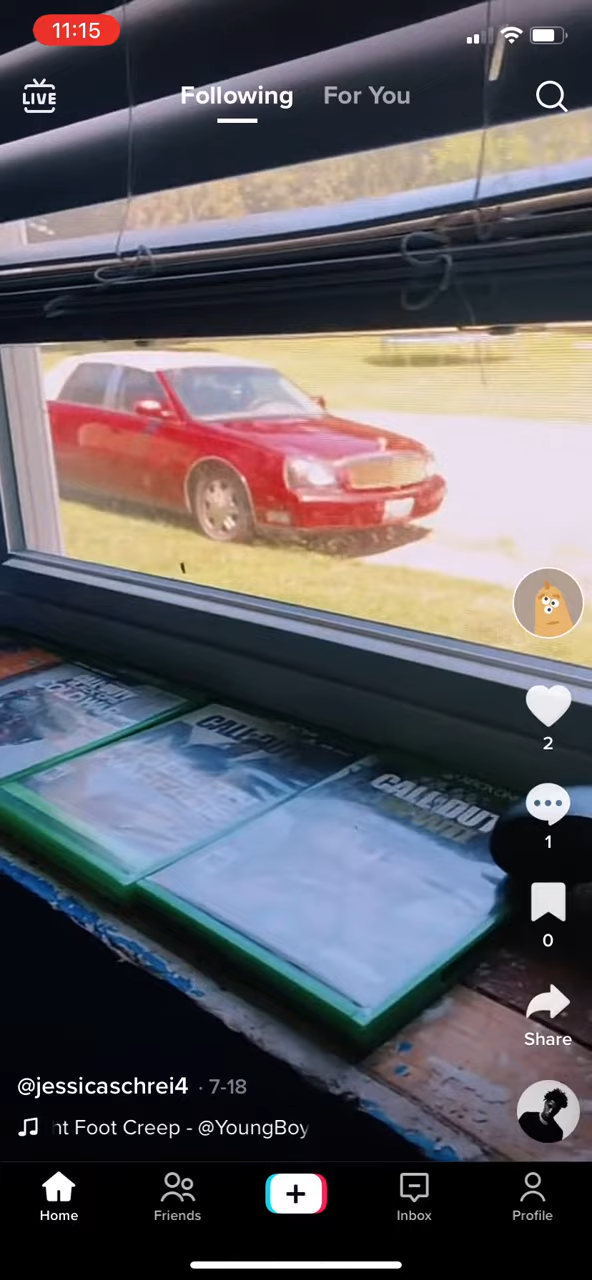 11:15
LIVE
Following
For You
CALL OF DUTY
CALL OF DUTY
2
1
0
Share
@jessicaschrei4 · 7-18
ht Foot Creep - @YoungBoy
Home
Friends
Inbox
Profile